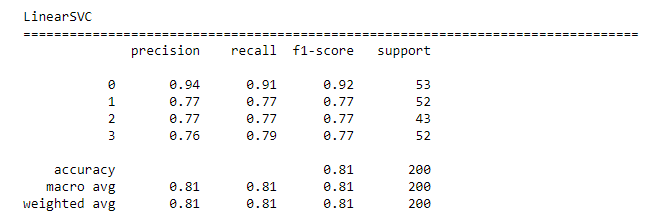 LinearSVC
================================================================================
precision recall f1-score support
0 0.94 0.91 0.92 53
1 0.77 0.77 0.77 52
2 0.77 0.77 0.77 43
3 0.76 0.79 0.77 52
accuracy 0.81 200
macro avg 0.81 0.81 0.81 200
weighted avg 0.81 0.81 0.81 200